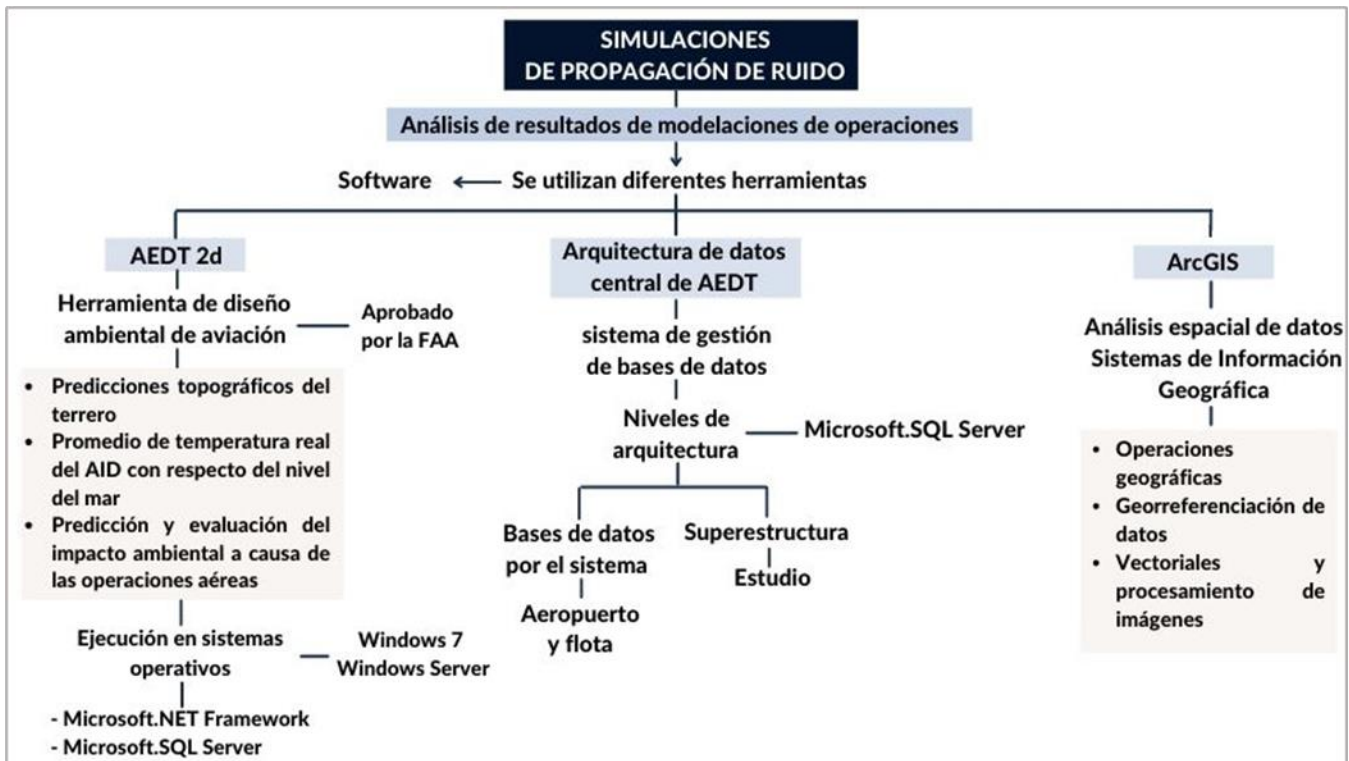 SIMULACIONES
DE PROPAGACIÓN DE RUIDO
Análisis de resultados de modelaciones de operaciones
Software
Se utilizan diferentes herramientas
AEDT 2d
Herramienta de diseño
ambiental de aviación
Aprobado
por la FAA
• Predicciones topográficos del
terrero
• Promedio de temperatura real
del AID con respecto del nivel
del mar
• Predicción y evaluación del
impacto ambiental a causa de
las operaciones aéreas
Ejecución en sistemas
operativos
Windows 7
Windows Server
- Microsoft.NET Framework
- Microsoft.SQL Server
Arquitectura de datos
central de AEDT
sistema de gestión
de bases de datos
Niveles de
arquitectura
Microsoft.SQL Server
Bases de datos
por el sistema
Aeropuerto
y flota
Superestructura
Estudio
ArcGIS
Análisis espacial de datos
Sistemas de Información
Geográfica
• Operaciones
geográficas
• Georreferenciación de
datos
• Vectoriales y
procesamiento de
imágenes